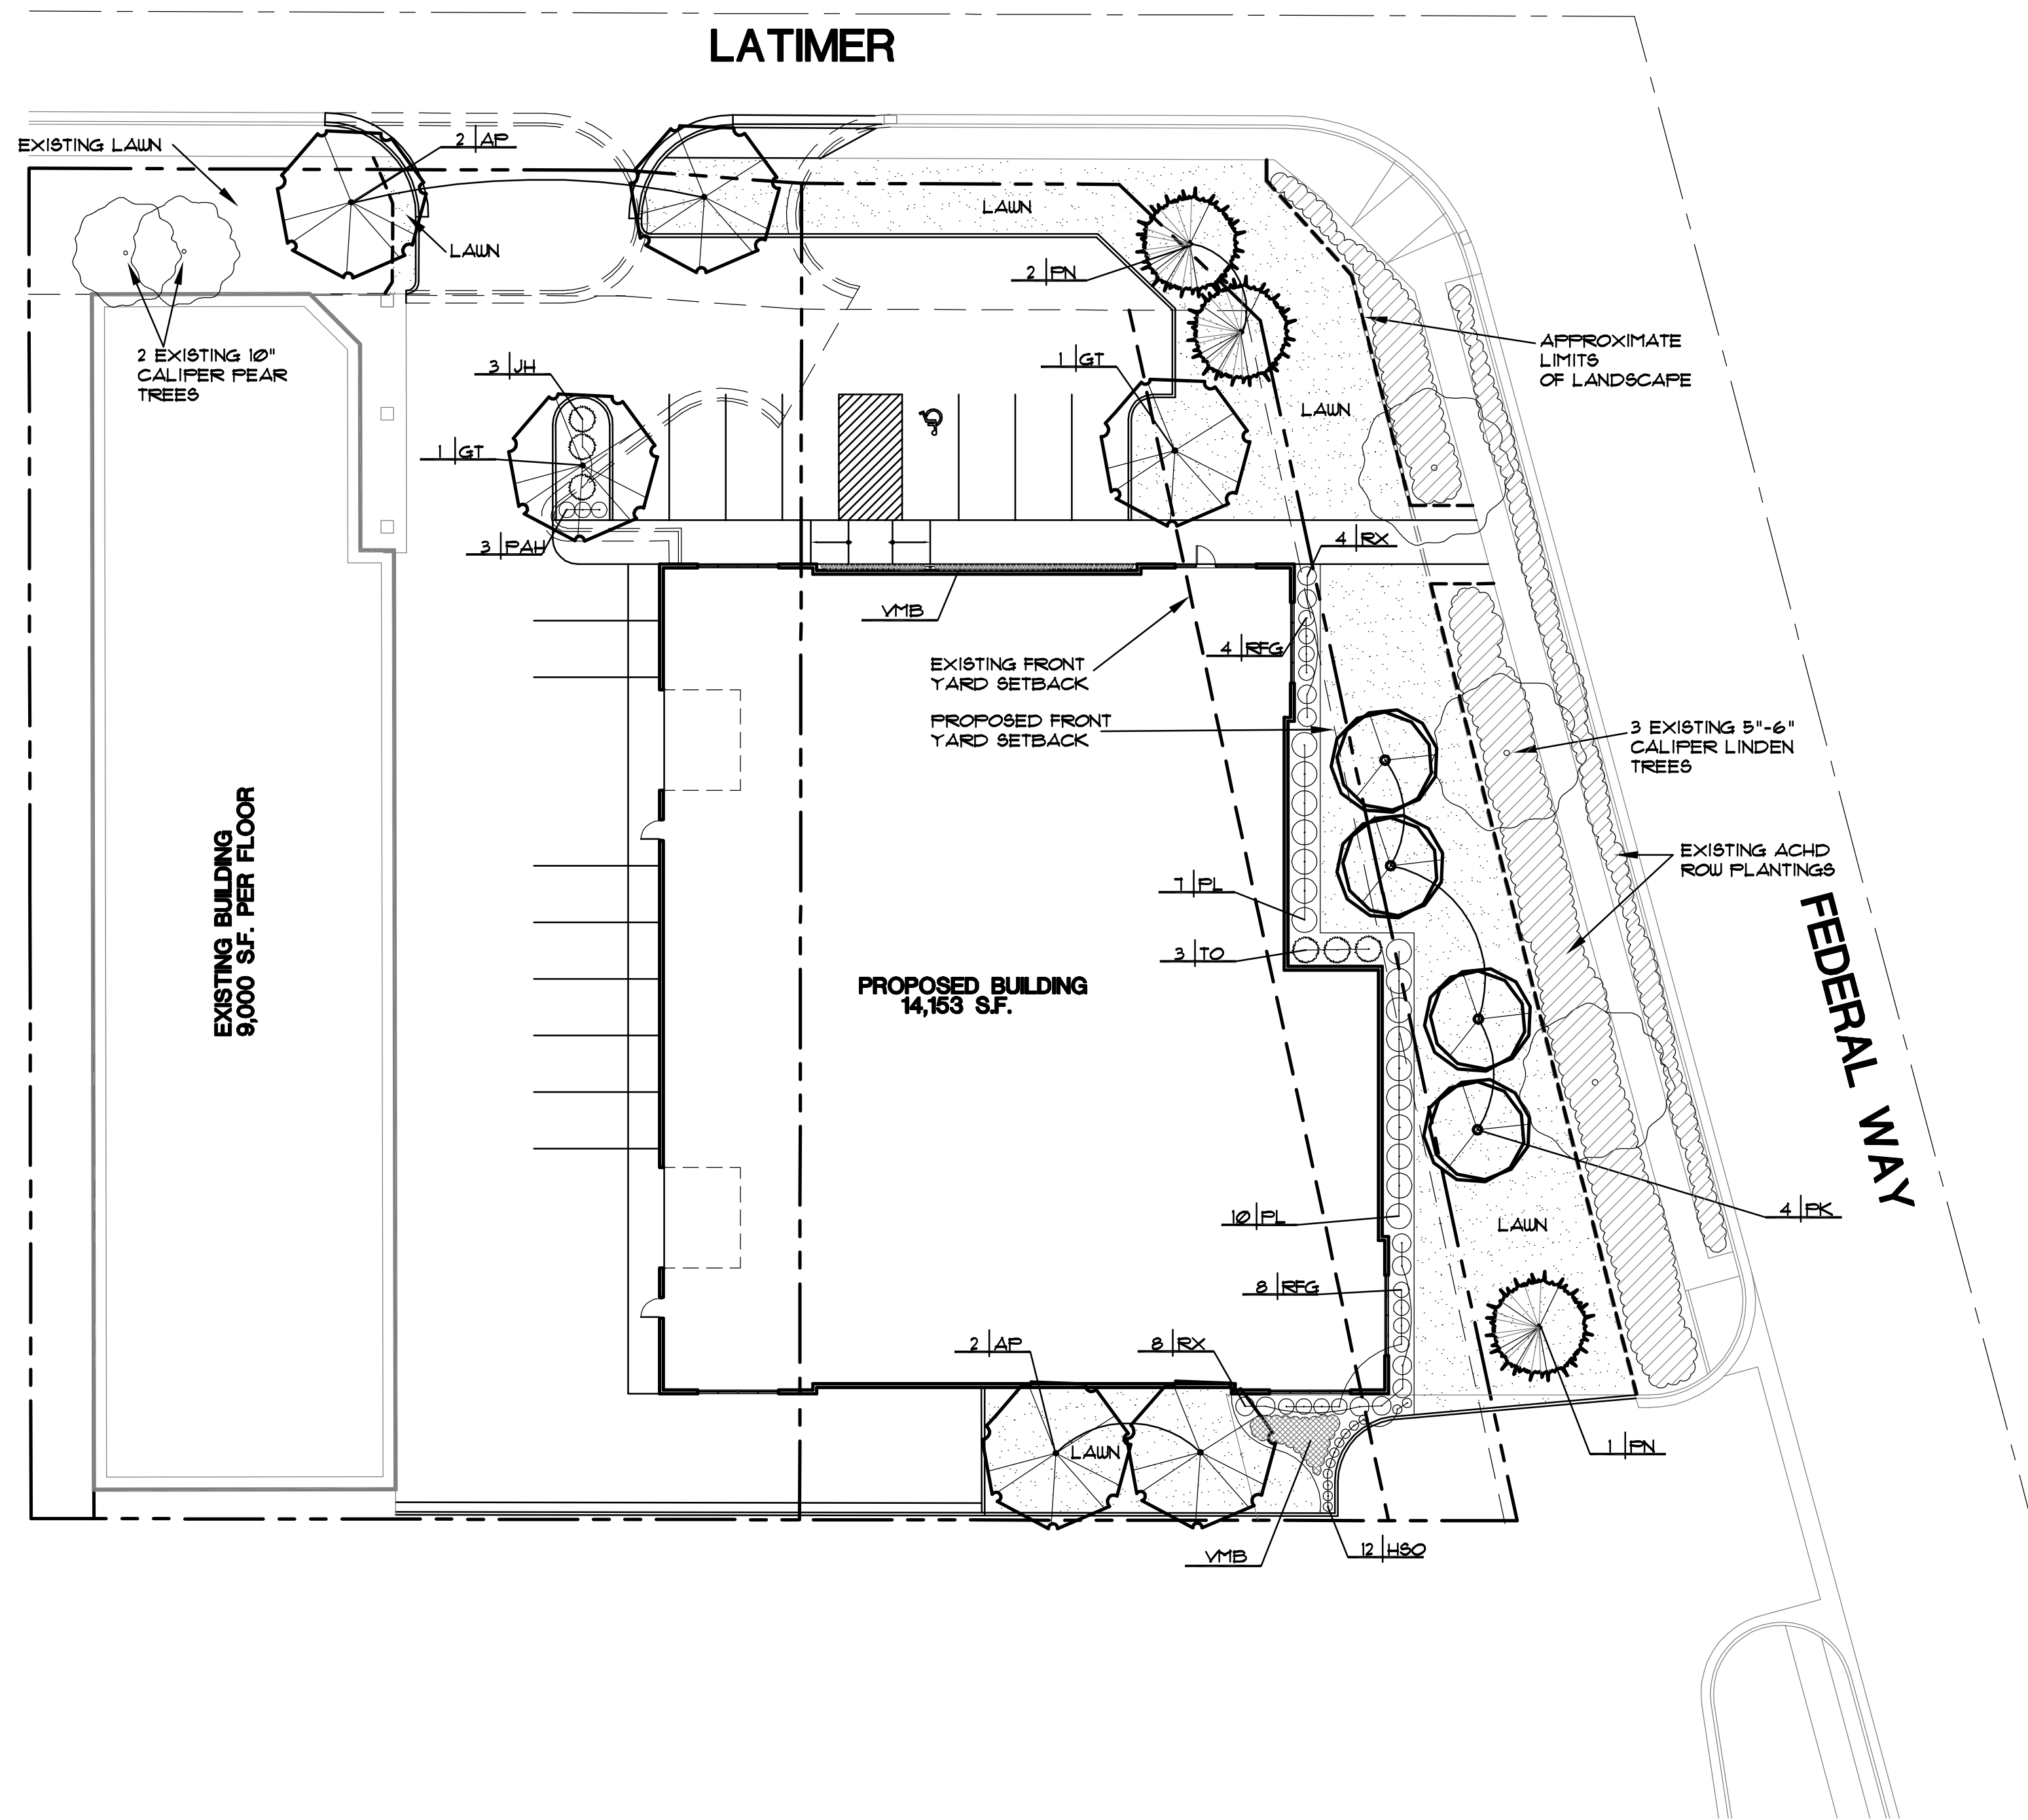 LATIMER
EXISTING LAWN
2 AP
LAWN
LAWN
2 PN
2 EXISTING 10"
CALIPER PEAR
TREES
APPROXIMATE
LIMITS
OF LANDSCAPE
3 JH
1 GT
LAWN
1 GT
3 PAH
4 RX
VMB
4 RFG
EXISTING FRONT
YARD SETBACK
PROPOSED FRONT
YARD SETBACK
3 EXISTING 5"-6"
CALIPER LINDEN
TREES
EXISTING BUILDING
9,000 S.F. PER FLOOR
EXISTING ACHD
ROW PLANTINGS
7 PL
3 TO
FEDERAL WAY
PROPOSED BUILDING
14,153 S.F.
10 PL
4 PK
LAWN
8 RFG
2 AP
8 RX
LAWN
1 PN
VMB
12 HSO